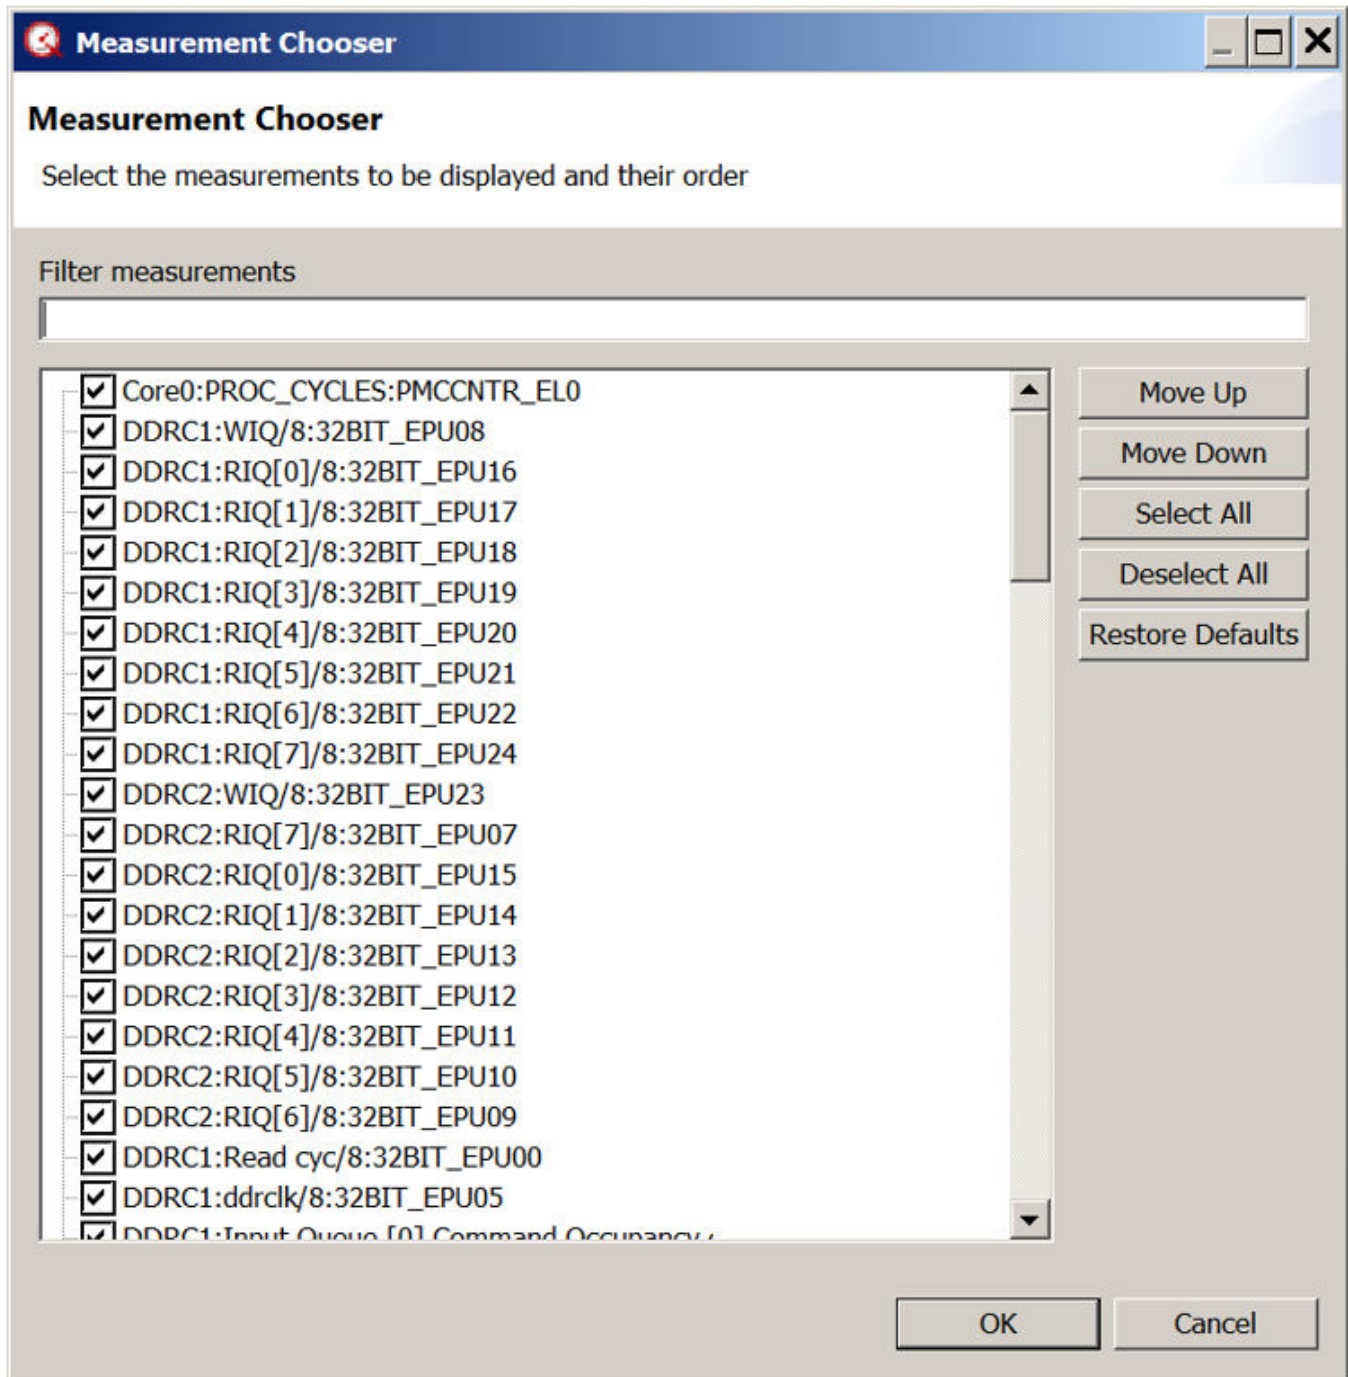 Measurement Chooser
Measurement Chooser
Select the measurements to be displayed and their order
Filter measurements
Core0:PROC_CYCLES:PMCCNTR_EL0
DDRC1:WIQ/8:32BIT_EPU08
DDRC1:RIQ[0]/8:32BIT_EPU16
DDRC1:RIQ[1]/8:32BIT_EPU17
DDRC1:RIQ[2]/8:32BIT_EPU18
DDRC1:RIQ[3]/8:32BIT_EPU19
DDRC1:RIQ[4]/8:32BIT_EPU20
DDRC1:RIQ[5]/8:32BIT_EPU21
DDRC1:RIQ[6]/8:32BIT_EPU22
DDRC1:RIQ[7]/8:32BIT_EPU24
DDRC2:WIQ/8:32BIT_EPU23
DDRC2:RIQ[7]/8:32BIT_EPU07
DDRC2:RIQ[0]/8:32BIT_EPU15
DDRC2:RIQ[1]/8:32BIT_EPU14
DDRC2:RIQ[2]/8:32BIT_EPU13
DDRC2:RIQ[3]/8:32BIT_EPU12
DDRC2:RIQ[4]/8:32BIT_EPU11
DDRC2:RIQ[5]/8:32BIT_EPU10
DDRC2:RIQ[6]/8:32BIT_EPU09
DDRC1:Read cyc/8:32BIT_EPU00
DDRC1:ddrclk/8:32BIT_EPU05
DDRC1:Input Queue [0] Command Occupancy
Move Up
Move Down
Select All
Deselect All
Restore Defaults
OK
Cancel